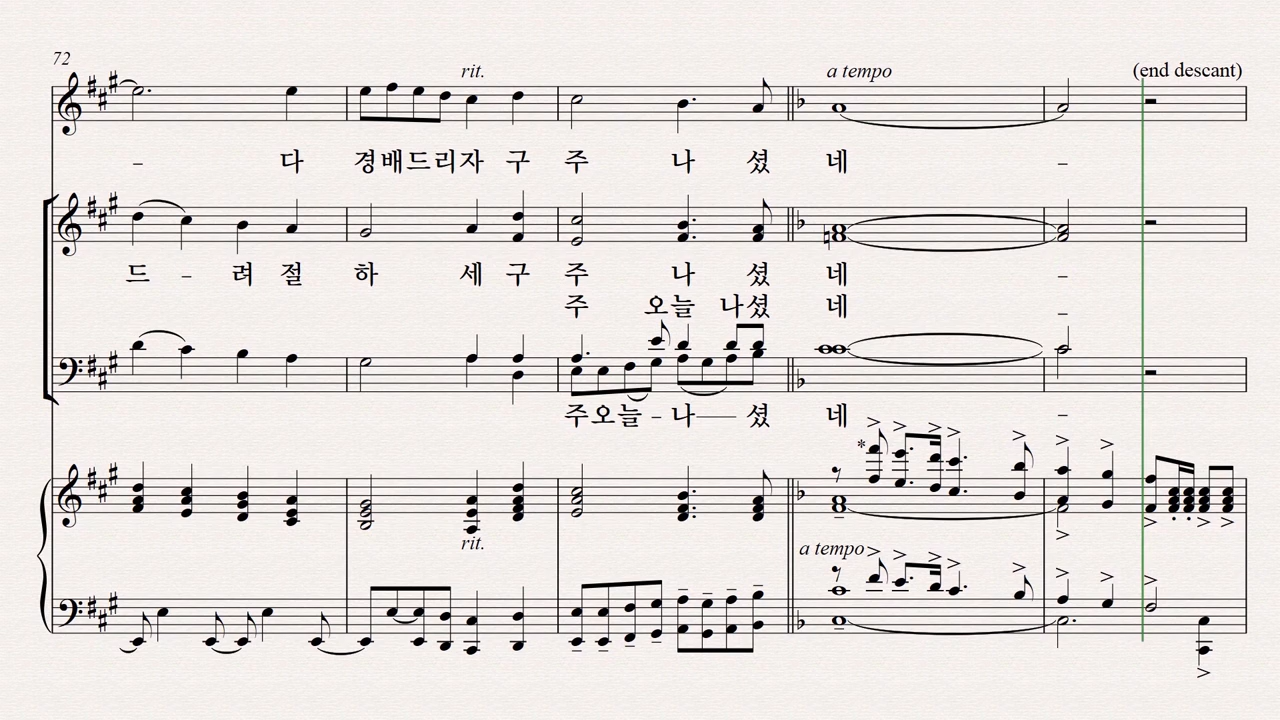 72
rit.
a tempo
(end descant)
– 다 경배드리자 구 주 나 셨 네 –
드 – 려 절 하 세 구 주 나 셨 네 –
주 오늘 나셨 네 –
주오늘 – 나 — 셨 네 –
*
rit.
a tempo